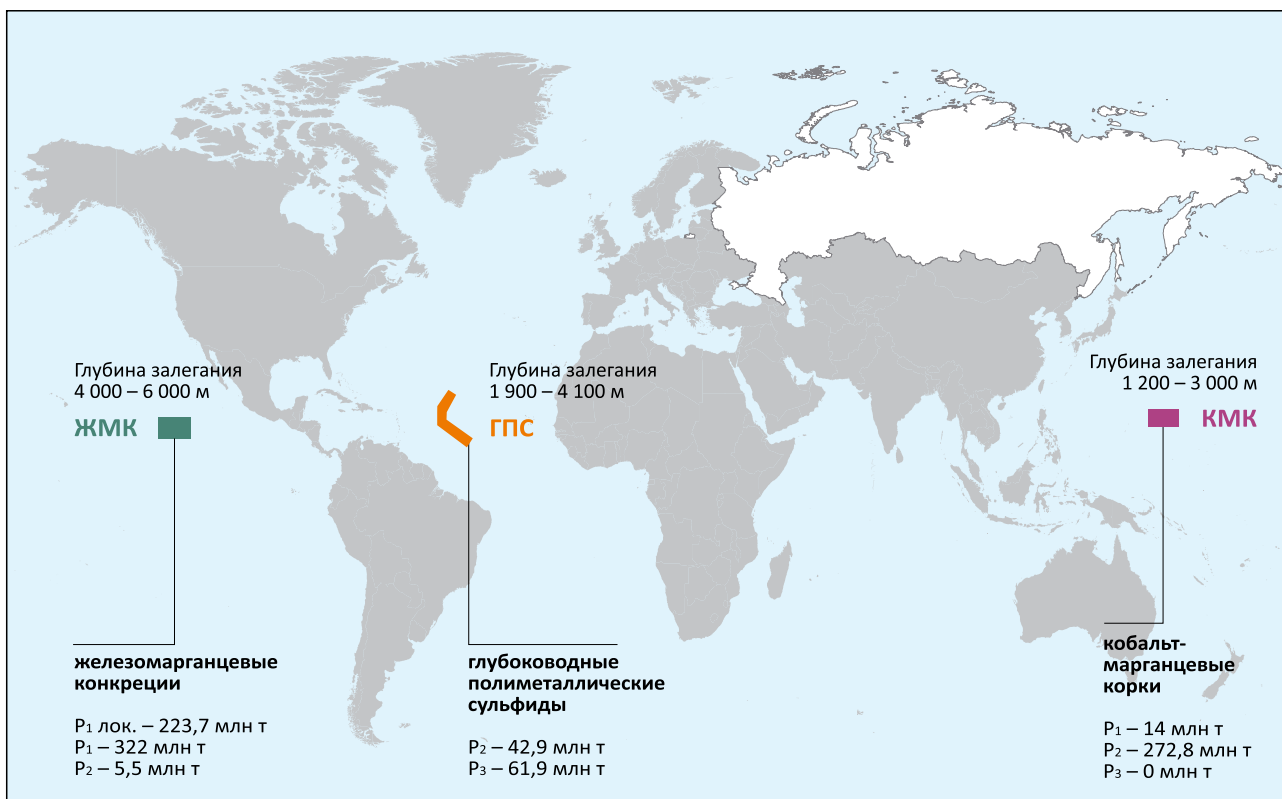 Глубина залегания
4 000 – 6 000 м
ЖМК
железомарганцевые
конкреции
P₁ лок. – 223,7 млн т
P₁ – 322 млн т
P₂ – 5,5 млн т
Глубина залегания
1 900 – 4 100 м
ГПС
глубоководные
полиметаллические
сульфиды
P₂ – 42,9 млн т
P₃ – 61,9 млн т
Глубина залегания
1 200 – 3 000 м
КМК
кобальт-
марганцевые
корки
P₁ – 14 млн т
P₂ – 272,8 млн т
P₃ – 0 млн т